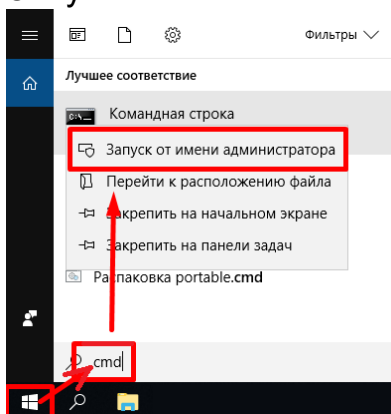 Фильтры
Лучшее соответствие
Командная строка
Запуск от имени администратора
Перейти к расположению файла
Закрепить на начальном экране
Закрепить на панели задач
Распаковка portable.cmd
cmd